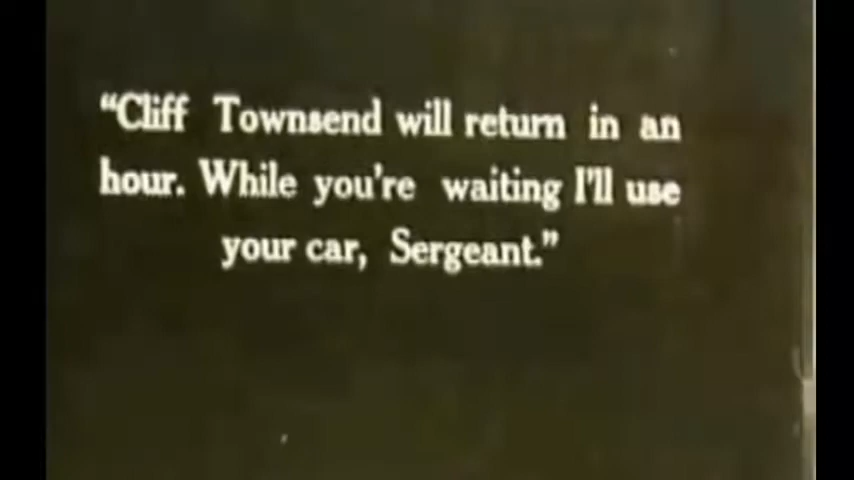 “Cliff Townsend will return in an
hour. While you're waiting I'll use
your car, Sergeant.”